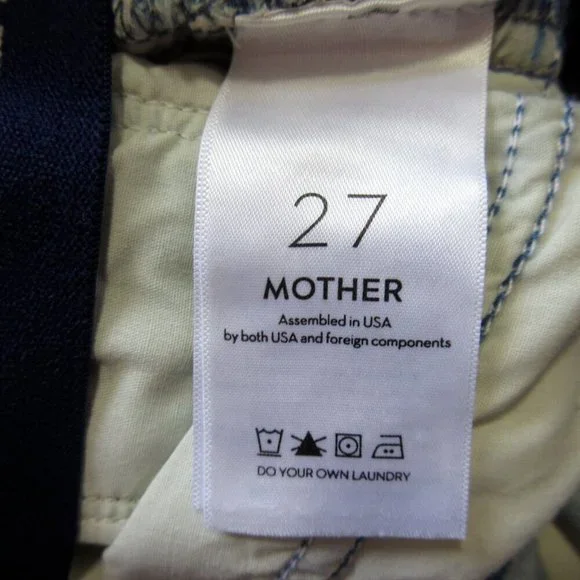 27
MOTHER
Assembled in USA
by both USA and foreign components
DO YOUR OWN LAUNDRY